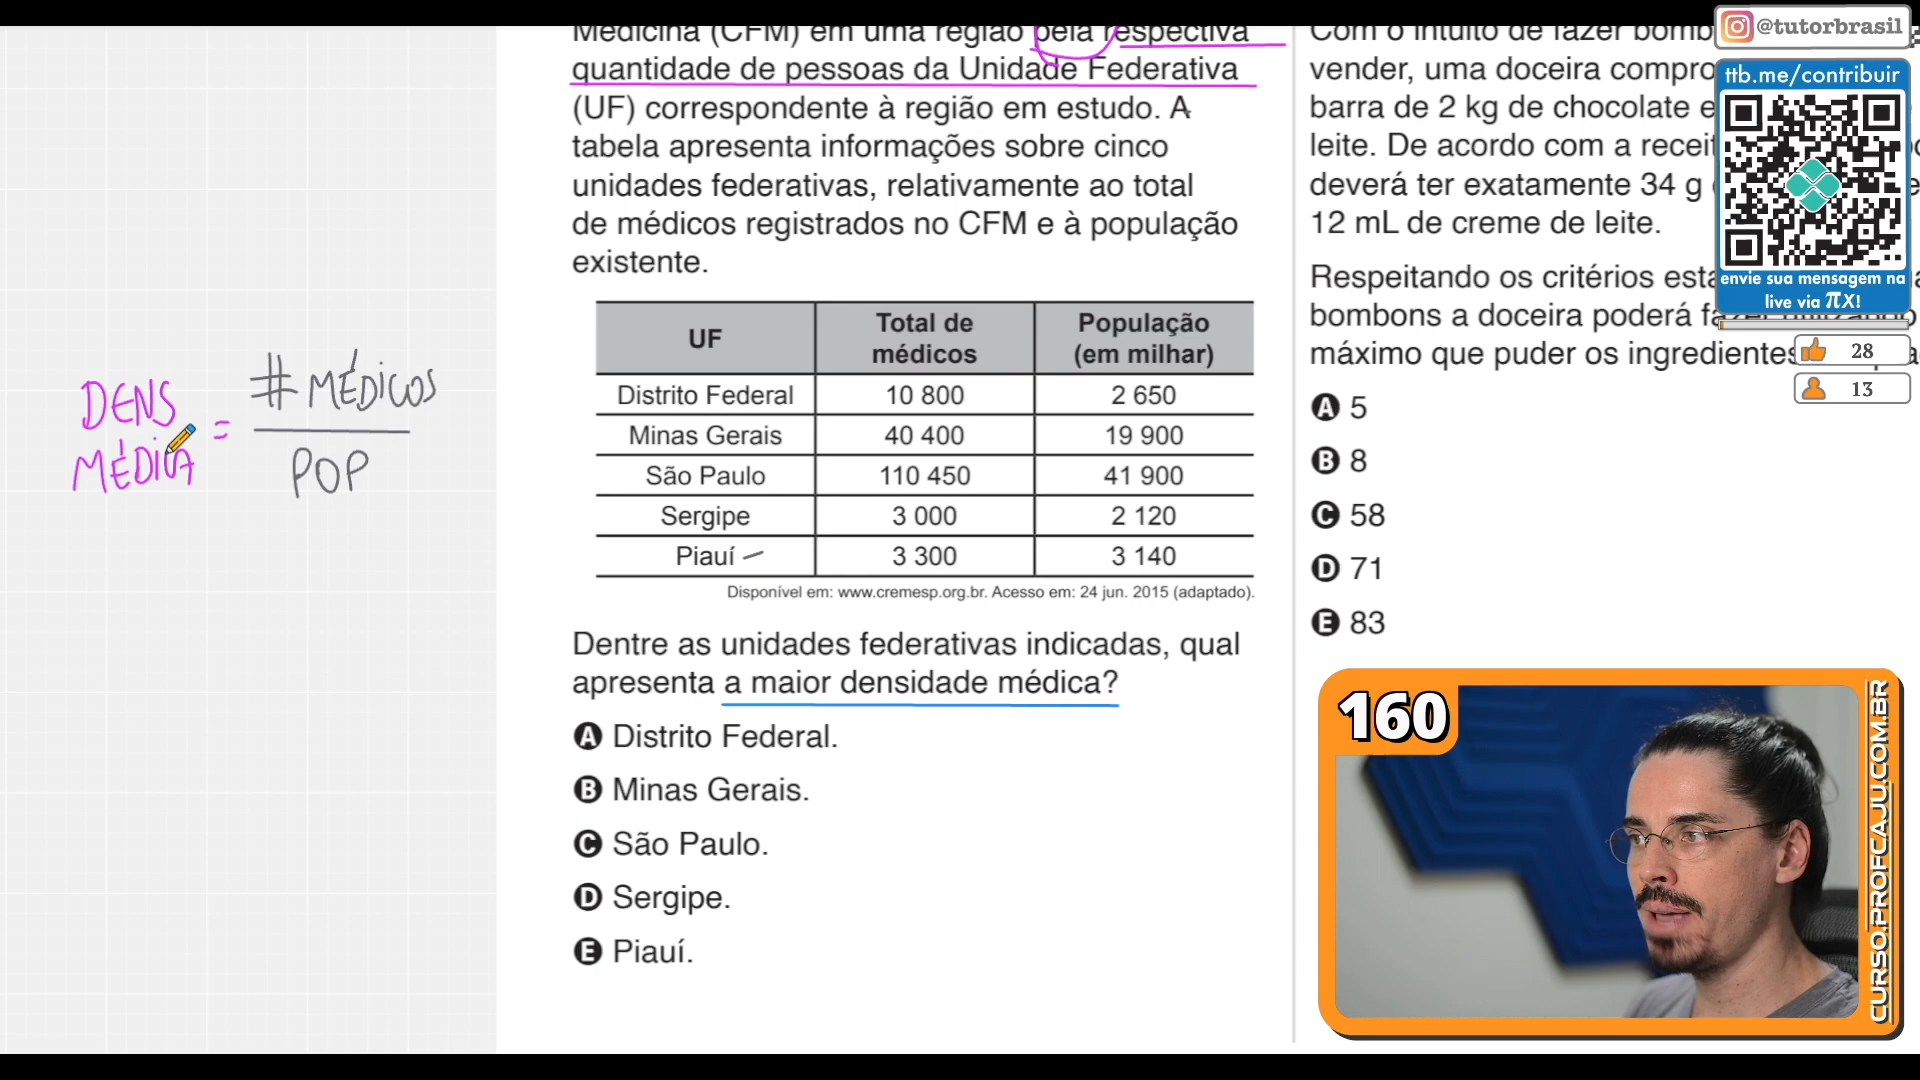 Medicina (CFM) em uma região pela respectiva
quantidade de pessoas da Unidade Federativa
(UF) correspondente à região em estudo. A
tabela apresenta informações sobre cinco
unidades federativas, relativamente ao total
de médicos registrados no CFM e à população
existente.
UF Total de médicos População (em milhar)
Distrito Federal 10 800 2 650
Minas Gerais 40 400 19 900
São Paulo 110 450 41 900
Sergipe 3 000 2 120
Piauí 3 300 3 140
Disponível em: www.cremesp.org.br. Acesso em: 24 jun. 2015 (adaptado).
Dentre as unidades federativas indicadas, qual
apresenta a maior densidade médica?
A Distrito Federal.
B Minas Gerais.
C São Paulo.
D Sergipe.
E Piauí.
DENS
MÉDICA
=
# MÉDICOS
POP
Com o intuito de fazer
vender, uma doceira
barra de 2 kg de chocolate
leite. De acordo com a
deverá ter exatamente 34 g
12 mL de creme de leite.
Respeitando os critérios
bombons a doceira poderá
máximo que puder os ingredientes
A 5
B 8
C 58
D 71
E 83
@tutorbrasil
ttb.me/contribuir
envie sua mensagem na
live via πX!
28
13
160
CURSO.PROFCAJU.COM.BR